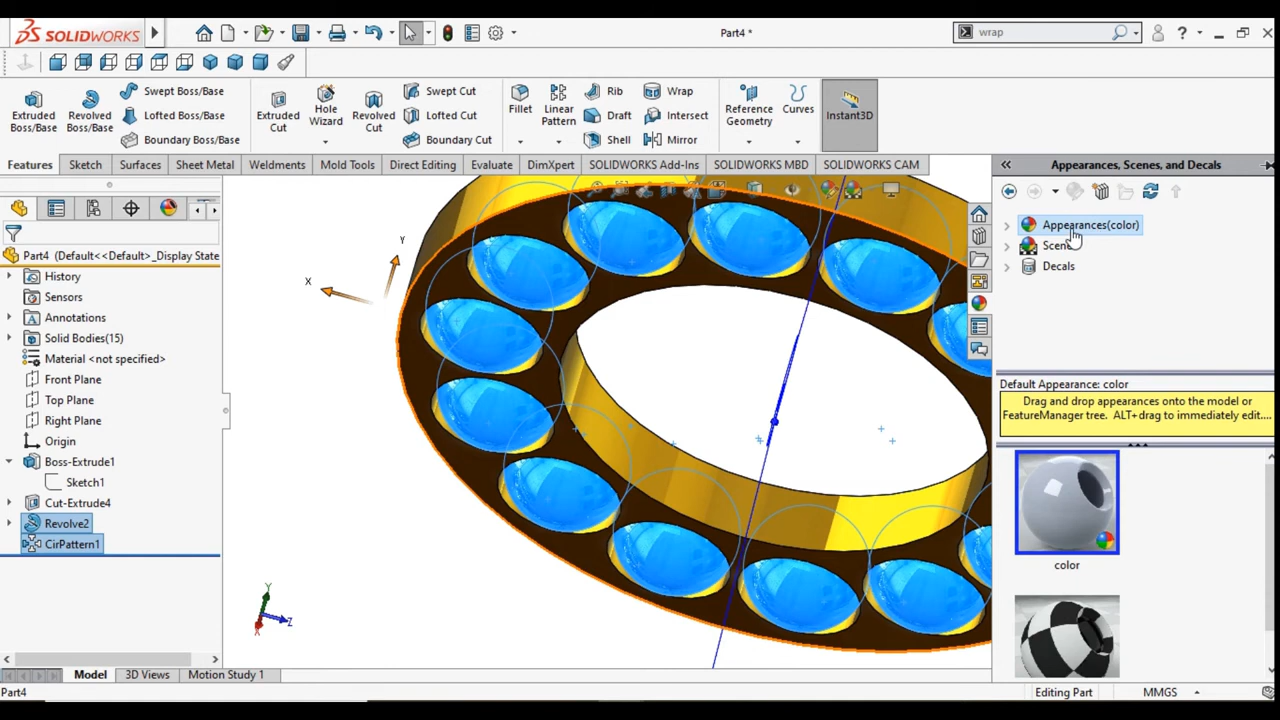 SOLIDWORKS
Part4 *
wrap
?
Extruded Boss/Base
Revolved Boss/Base
Swept Boss/Base
Lofted Boss/Base
Boundary Boss/Base
Extruded Cut
Hole Wizard
Revolved Cut
Swept Cut
Lofted Cut
Boundary Cut
Fillet
Linear Pattern
Rib
Draft
Shell
Wrap
Intersect
Mirror
Reference Geometry
Curves
Instant3D
Features
Sketch
Surfaces
Sheet Metal
Weldments
Mold Tools
Direct Editing
Evaluate
DimXpert
SOLIDWORKS Add-Ins
SOLIDWORKS MBD
SOLIDWORKS CAM
Appearances, Scenes, and Decals
Part4 (Default<<Default>_Display State
History
Sensors
Annotations
Solid Bodies(15)
Material <not specified>
Front Plane
Top Plane
Right Plane
Origin
Boss-Extrude1
Sketch1
Cut-Extrude4
Revolve2
CirPattern1
Y
X
Y
Z
X
Appearances(color)
Scene
Decals
Default Appearance: color
Drag and drop appearances onto the model or
FeatureManager tree. ALT+drag to immediately edit....
color
Model
3D Views
Motion Study 1
Part4
Editing Part
MMGS